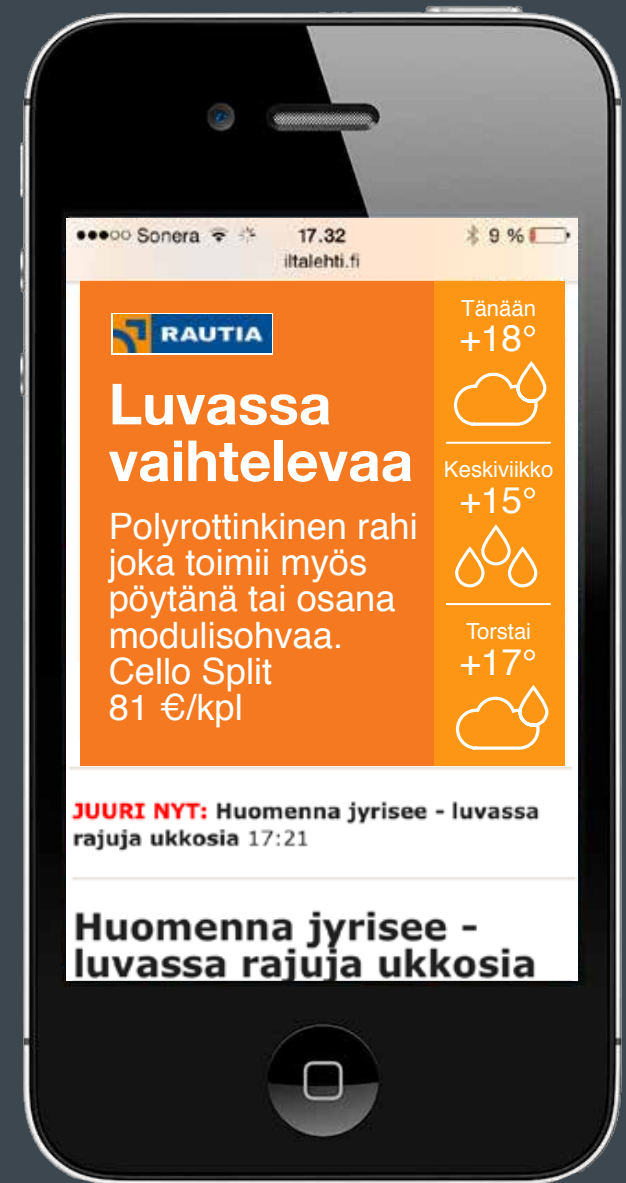 Sonera 17.32 9 %
iltalehti.fi
RAUTIA
Luvassa
vaihtelevaa
Polyrottinkinen rahi
joka toimii myös
pöytänä tai osana
modulisohvaa.
Cello Split
81 €/kpl
Tänään
+18°
Keskiviikko
+15°
Torstai
+17°
JUURI NYT: Huomenna jyrisee - luvassa
rajuja ukkosia 17:21
Huomenna jyrisee -
luvassa rajuja ukkosia